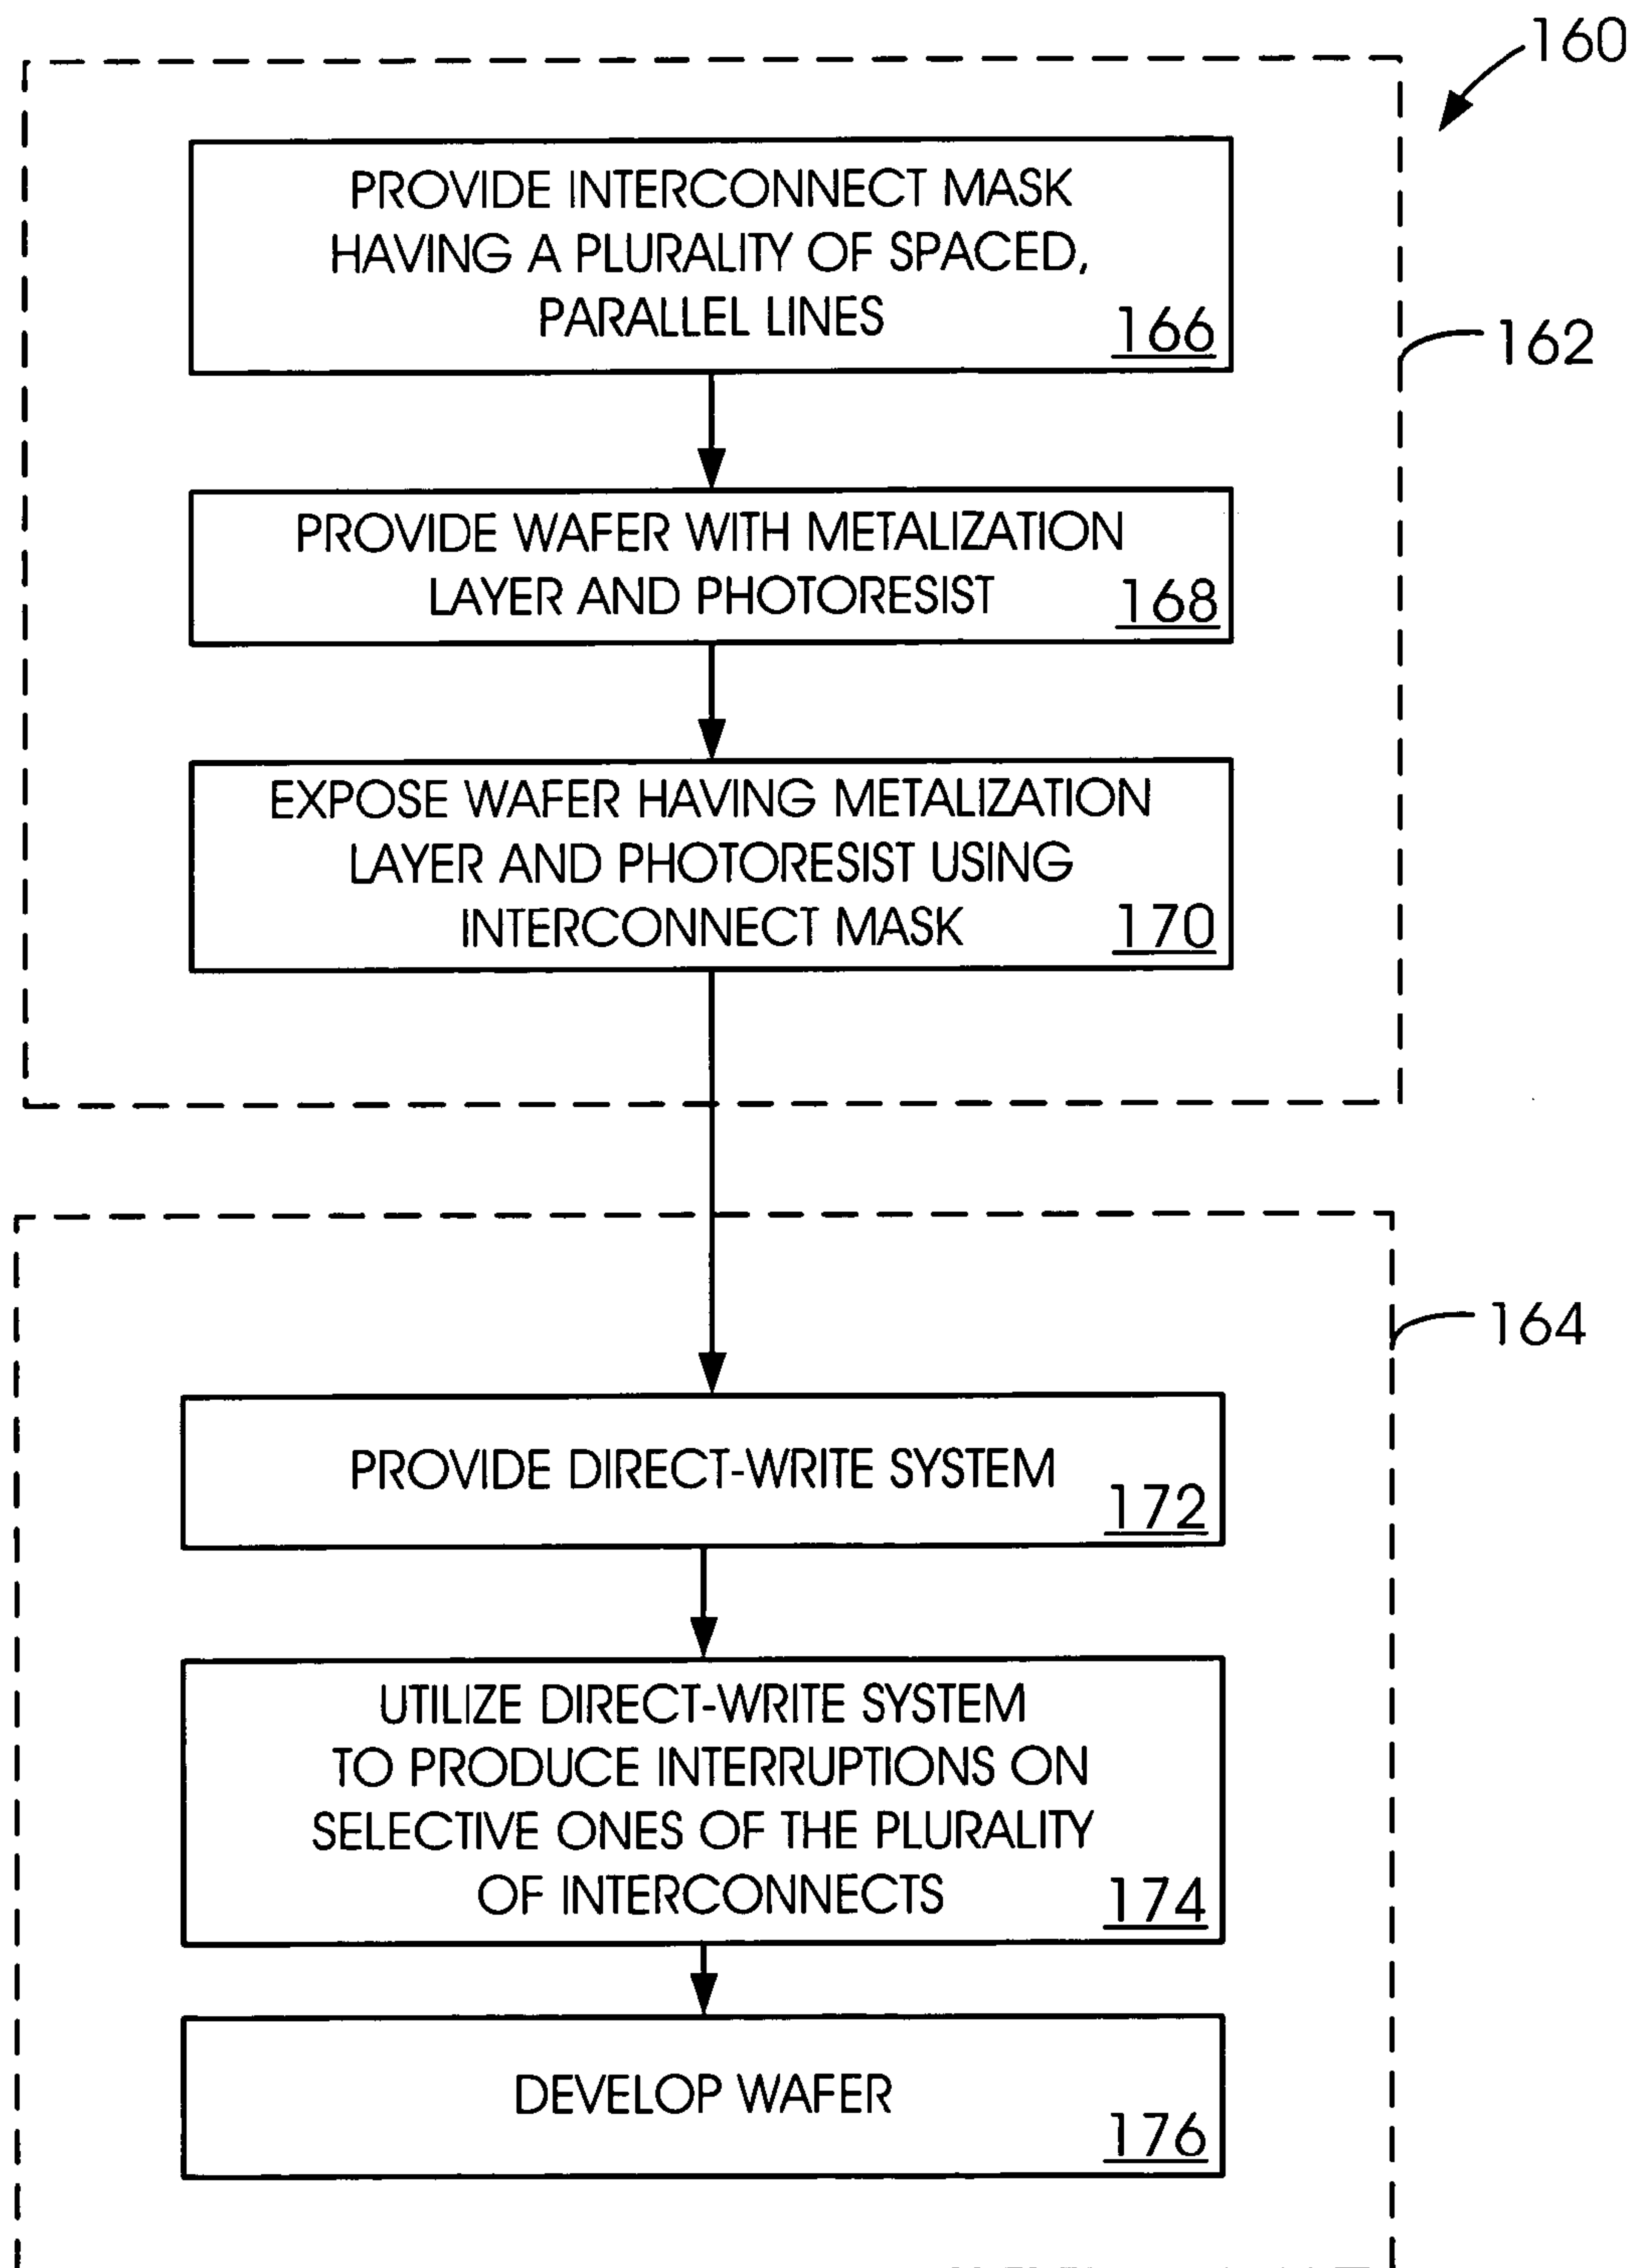 160
PROVIDE INTERCONNECT MASK
HAVING A PLURALITY OF SPACED,
PARALLEL LINES
166
162
PROVIDE WAFER WITH METALIZATION
LAYER AND PHOTORESIST
168
EXPOSE WAFER HAVING METALIZATION
LAYER AND PHOTORESIST USING
INTERCONNECT MASK
170
164
PROVIDE DIRECT-WRITE SYSTEM
172
UTILIZE DIRECT-WRITE SYSTEM
TO PRODUCE INTERRUPTIONS ON
SELECTIVE ONES OF THE PLURALITY
OF INTERCONNECTS
174
DEVELOP WAFER
176